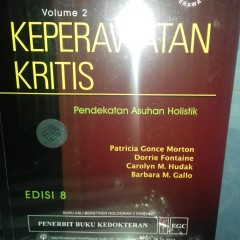 Volume 2
KEPERAWATAN
KRITIS
Pendekatan Asuhan Holistik
Patricia Gonce Morton
Dorrie Fontaine
Carolyn M. Hudak
Barbara M. Gallo
EDISI 8
PENERBIT BUKU KEDOKTERAN
EGC